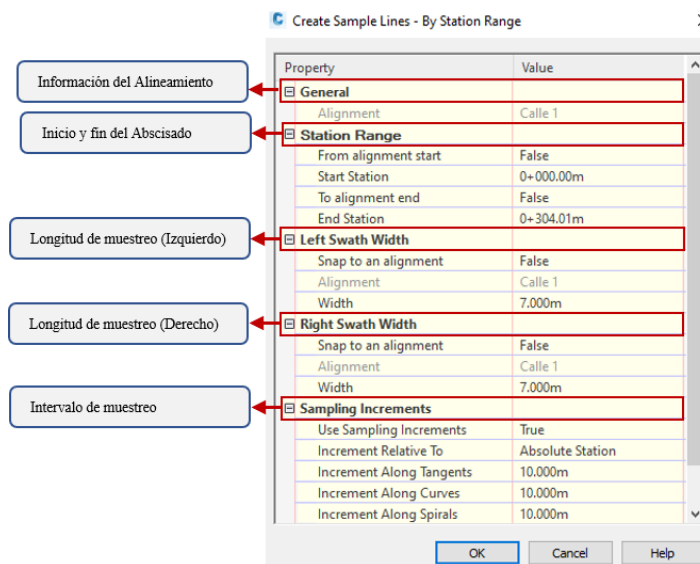 Create Sample Lines - By Station Range
Property Value
Información del Alineamiento
General
Alignment Calle 1
Inicio y fin del Abscisado
Station Range
From alignment start False
Start Station 0+000.00m
To alignment end False
End Station 0+304.01m
Longitud de muestreo (Izquierdo)
Left Swath Width
Snap to an alignment False
Alignment Calle 1
Width 7.000m
Longitud de muestreo (Derecho)
Right Swath Width
Snap to an alignment False
Alignment Calle 1
Width 7.000m
Intervalo de muestreo
Sampling Increments
Use Sampling Increments True
Increment Relative To Absolute Station
Increment Along Tangents 10.000m
Increment Along Curves 10.000m
Increment Along Spirals 10.000m
OK Cancel Help